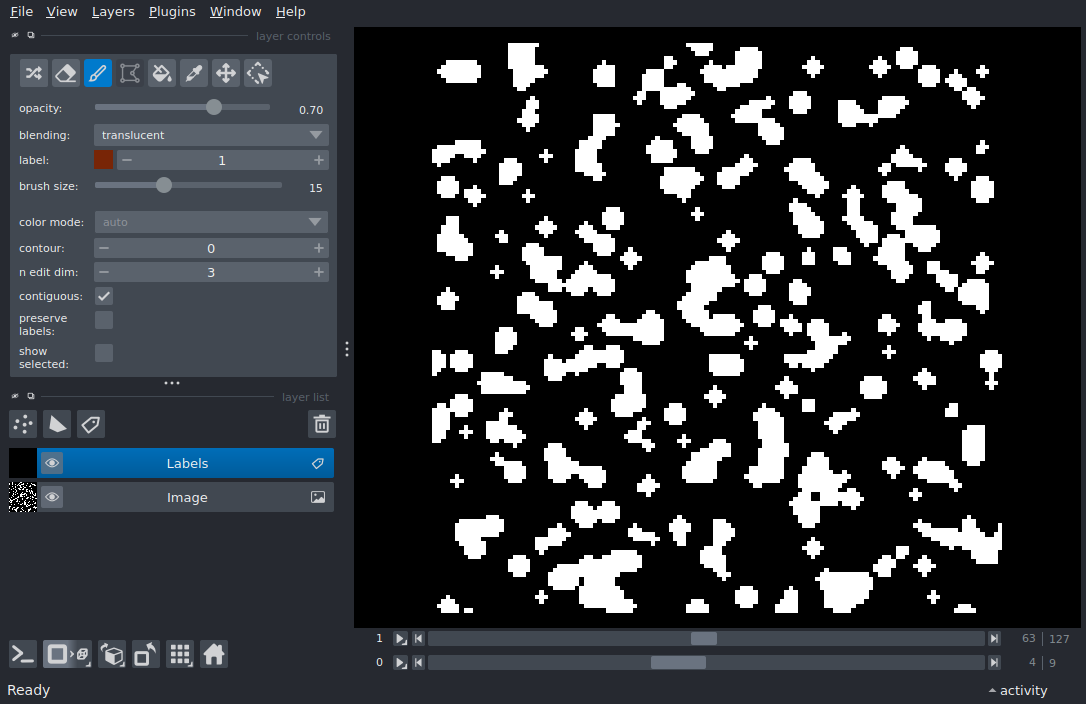 File View Layers Plugins Window Help
layer controls
opacity: 0.70
blending: translucent
label: 1
brush size: 15
color mode: auto
contour: 0
n edit dim: 3
contiguous:
preserve
labels:
show
selected:
layer list
Labels
Image
1 63 127
0 4 9
Ready activity